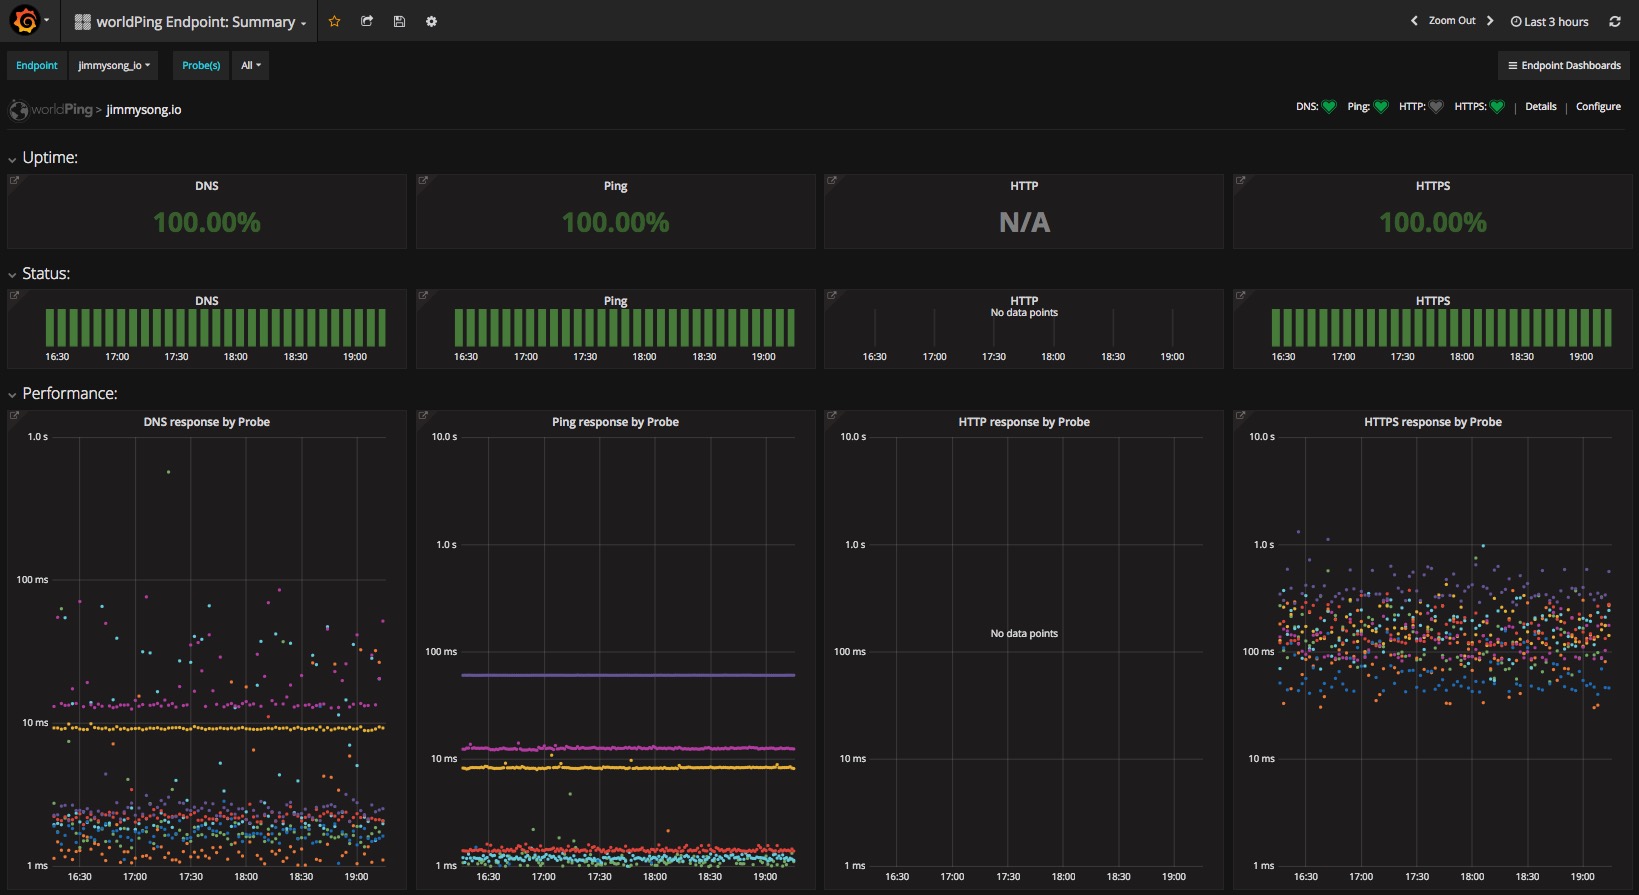 worldPing Endpoint: Summary
Zoom Out
Last 3 hours
Endpoint jimmysong_io Probe(s) All
Endpoint Dashboards
worldPing > jimmysong.io
DNS: Ping: HTTP: HTTPS: | Details | Configure
Uptime:
DNS Ping HTTP HTTPS
100.00% 100.00% N/A 100.00%
Status:
DNS Ping HTTP HTTPS
No data points
16:30 17:00 17:30 18:00 18:30 19:00 16:30 17:00 17:30 18:00 18:30 19:00 16:30 17:00 17:30 18:00 18:30 19:00 16:30 17:00 17:30 18:00 18:30 19:00
Performance:
DNS response by Probe
1.0 s
100 ms
10 ms
1 ms
16:30 17:00 17:30 18:00 18:30 19:00
Ping response by Probe
10.0 s
1.0 s
100 ms
10 ms
1 ms
16:30 17:00 17:30 18:00 18:30 19:00
HTTP response by Probe
10.0 s
1.0 s
No data points
100 ms
10 ms
1 ms
16:30 17:00 17:30 18:00 18:30 19:00
HTTPS response by Probe
10.0 s
1.0 s
100 ms
10 ms
1 ms
16:30 17:00 17:30 18:00 18:30 19:00